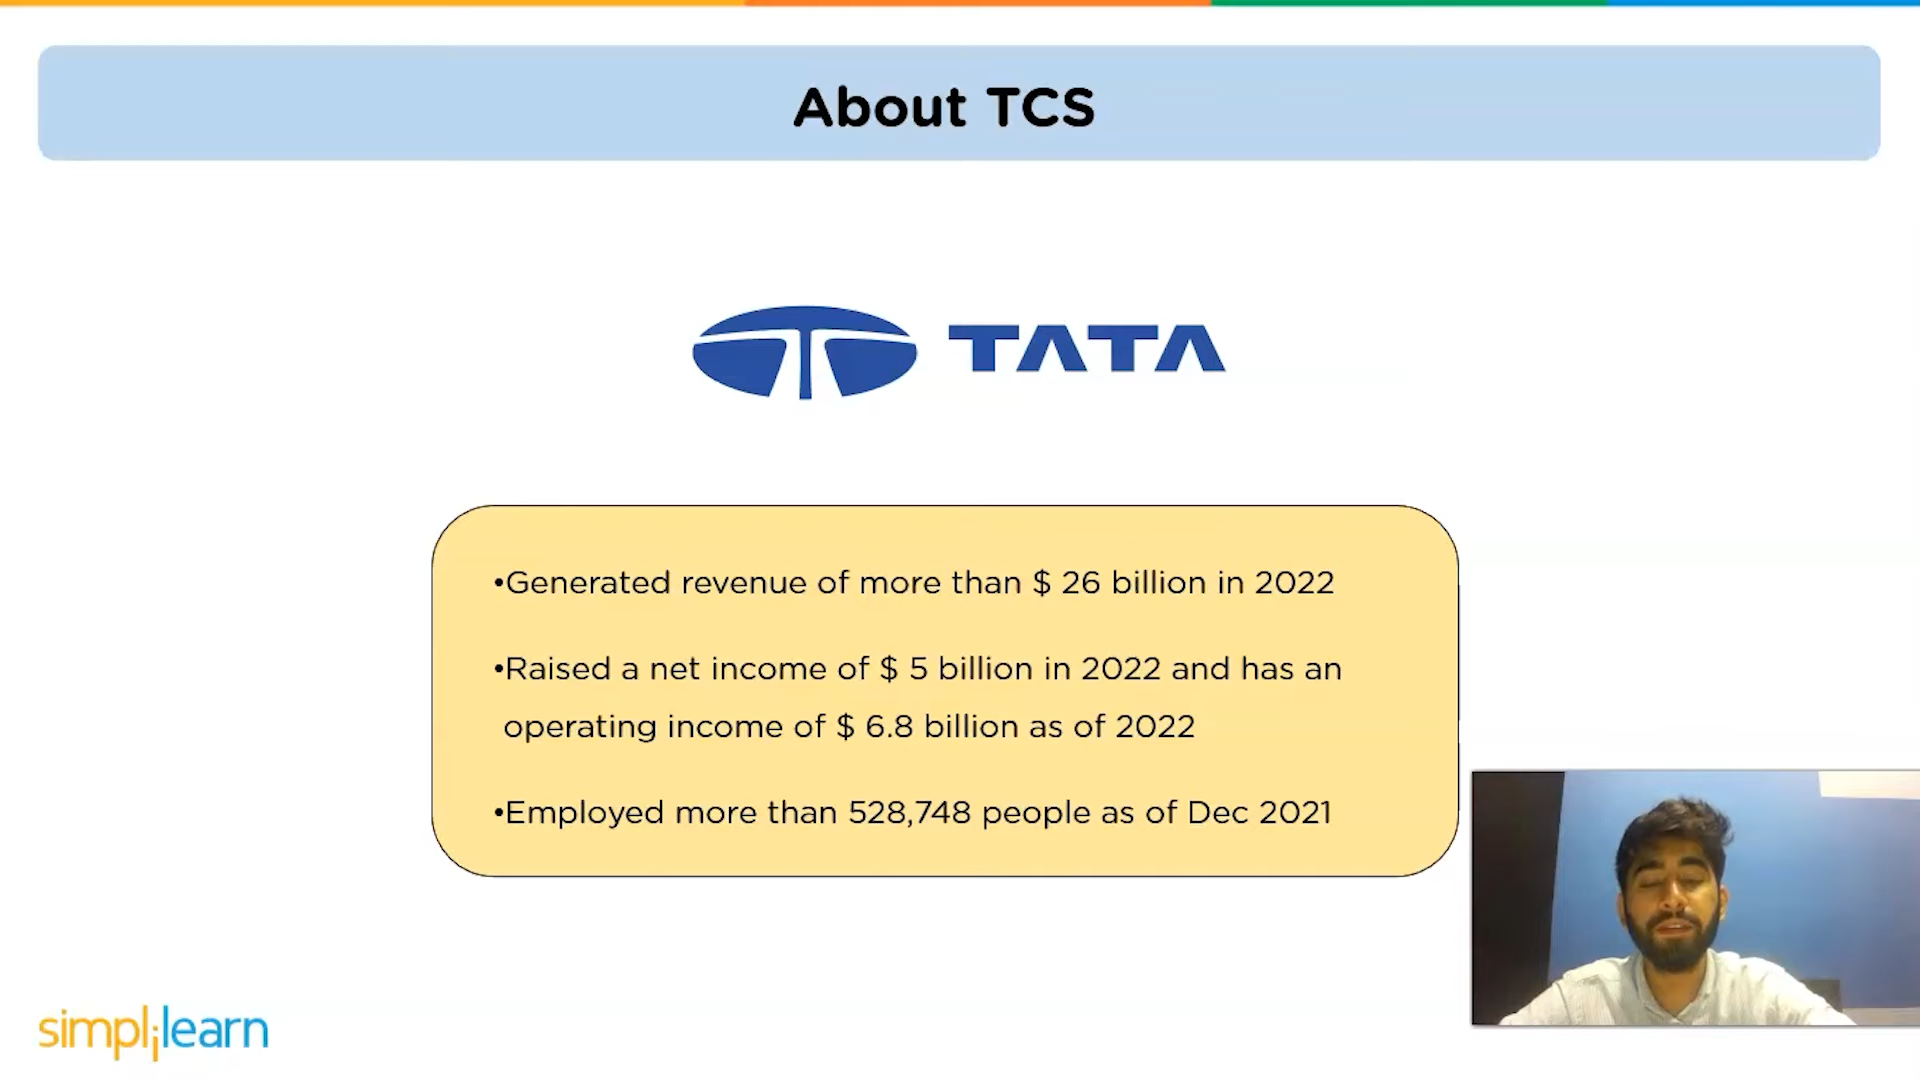 About TCS
TATA
•Generated revenue of more than $ 26 billion in 2022
•Raised a net income of $ 5 billion in 2022 and has an
operating income of $ 6.8 billion as of 2022
•Employed more than 528,748 people as of Dec 2021
simplilearn